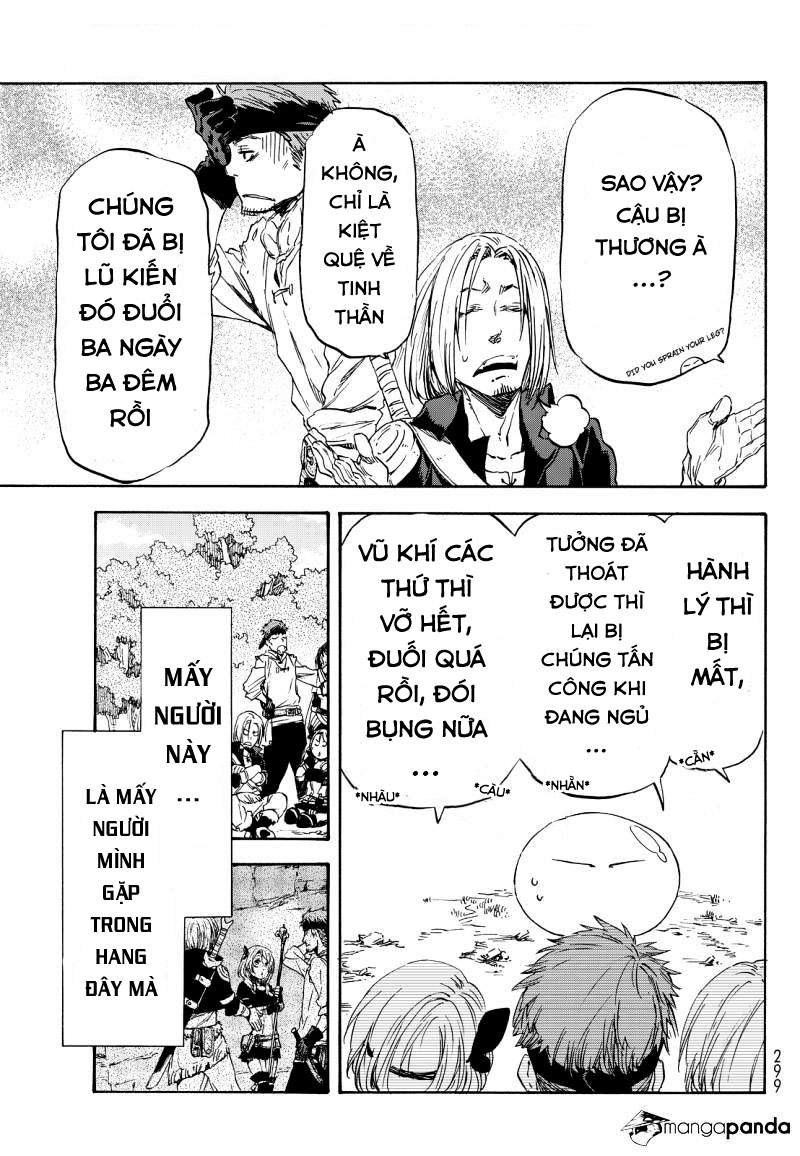 SAO VẬY?
CẬU BỊ
THƯƠNG À
...?
DID YOU SPRAIN YOUR LEG?
À
KHÔNG,
CHỈ LÀ
KIỆT
QUỆ VỀ
TINH
THẦN
CHÚNG
TÔI ĐÃ BỊ
LŨ KIẾN
ĐÓ ĐUỔI
BA NGÀY
BA ĐÊM
RỒI
HÀNH
LÝ THÌ
BỊ
MẤT,
*CẰN*
TƯỞNG ĐÃ
THOÁT
ĐƯỢC THÌ
LẠI BỊ
CHÚNG TẤN
CÔNG KHI
ĐANG NGỦ
...
*NHẰN*
VŨ KHÍ CÁC
THỨ THÌ
VỠ HẾT,
ĐUỐI QUÁ
RỒI, ĐÓI
BỤNG NỮA
...
*CÀU*
*NHÀU*
MẤY
NGƯỜI
NÀY
...
LÀ MẤY
NGƯỜI
MÌNH
GẶP
TRONG
HANG
ĐÂY MÀ
299
mangapanda